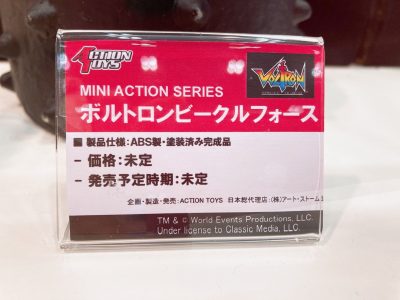 ACTION
TOYS
VOLTRON
MINI ACTION SERIES
ボルトロンビークルフォース
■ 製品仕様:ABS製・塗装済み完成品
- 価格:未定
- 発売予定時期:未定
企画・製造・発売:ACTION TOYS 日本総代理店:(株)アート・ストーム
TM & © World Events Productions, LLC.
Under license to Classic Media, LLC.